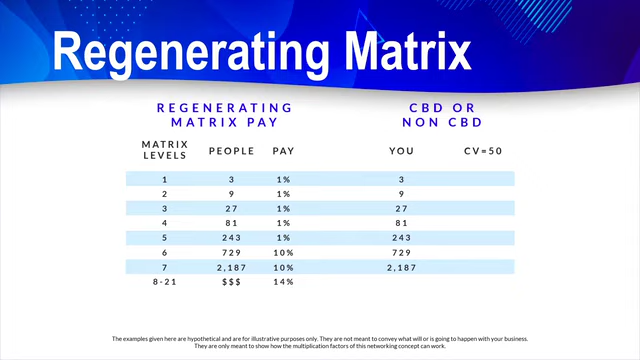 Regenerating Matrix
REGENERATING
MATRIX PAY
CBD OR
NON CBD
MATRIX
LEVELS PEOPLE PAY YOU CV=50
1 3 1% 3
2 9 1% 9
3 27 1% 27
4 81 1% 81
5 243 1% 243
6 729 10% 729
7 2,187 10% 2,187
8-21 $$$ 14%
The examples given here are hypothetical and are for illustrative purposes only. They are not meant to convey what will or is going to happen with your business.
They are only meant to show how the multiplication factors of this networking concept can work.